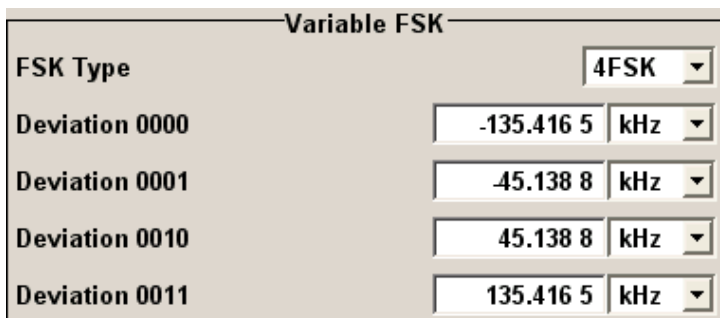 Variable FSK
FSK Type 4FSK
Deviation 0000 -135.416 5 kHz
Deviation 0001 -45.138 8 kHz
Deviation 0010 45.138 8 kHz
Deviation 0011 135.416 5 kHz